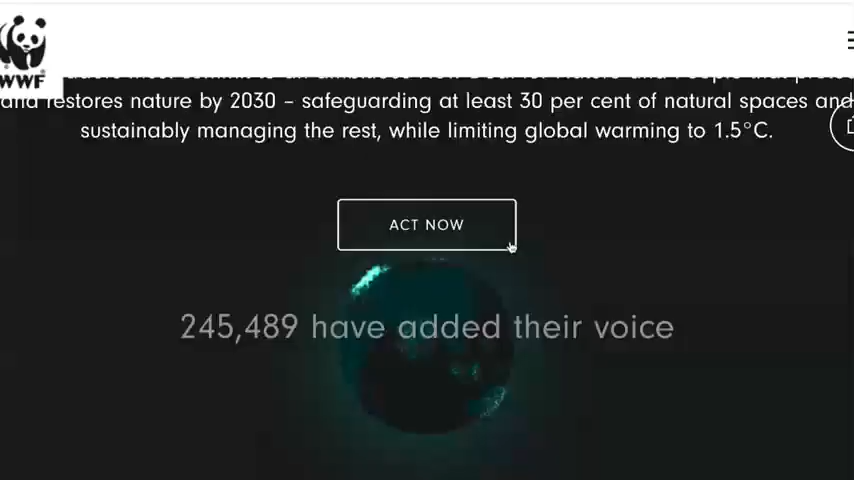 WWF
and restores nature by 2030 – safeguarding at least 30 per cent of natural spaces and
sustainably managing the rest, while limiting global warming to 1.5°C.
ACT NOW
245,489 have added their voice